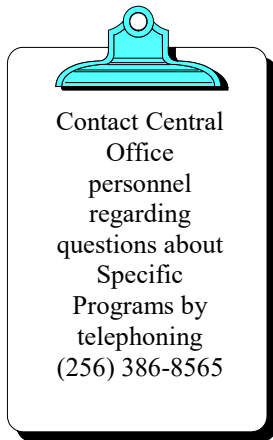 Contact Central
Office
personnel
regarding
questions about
Specific
Programs by
telephoning
(256) 386-8565